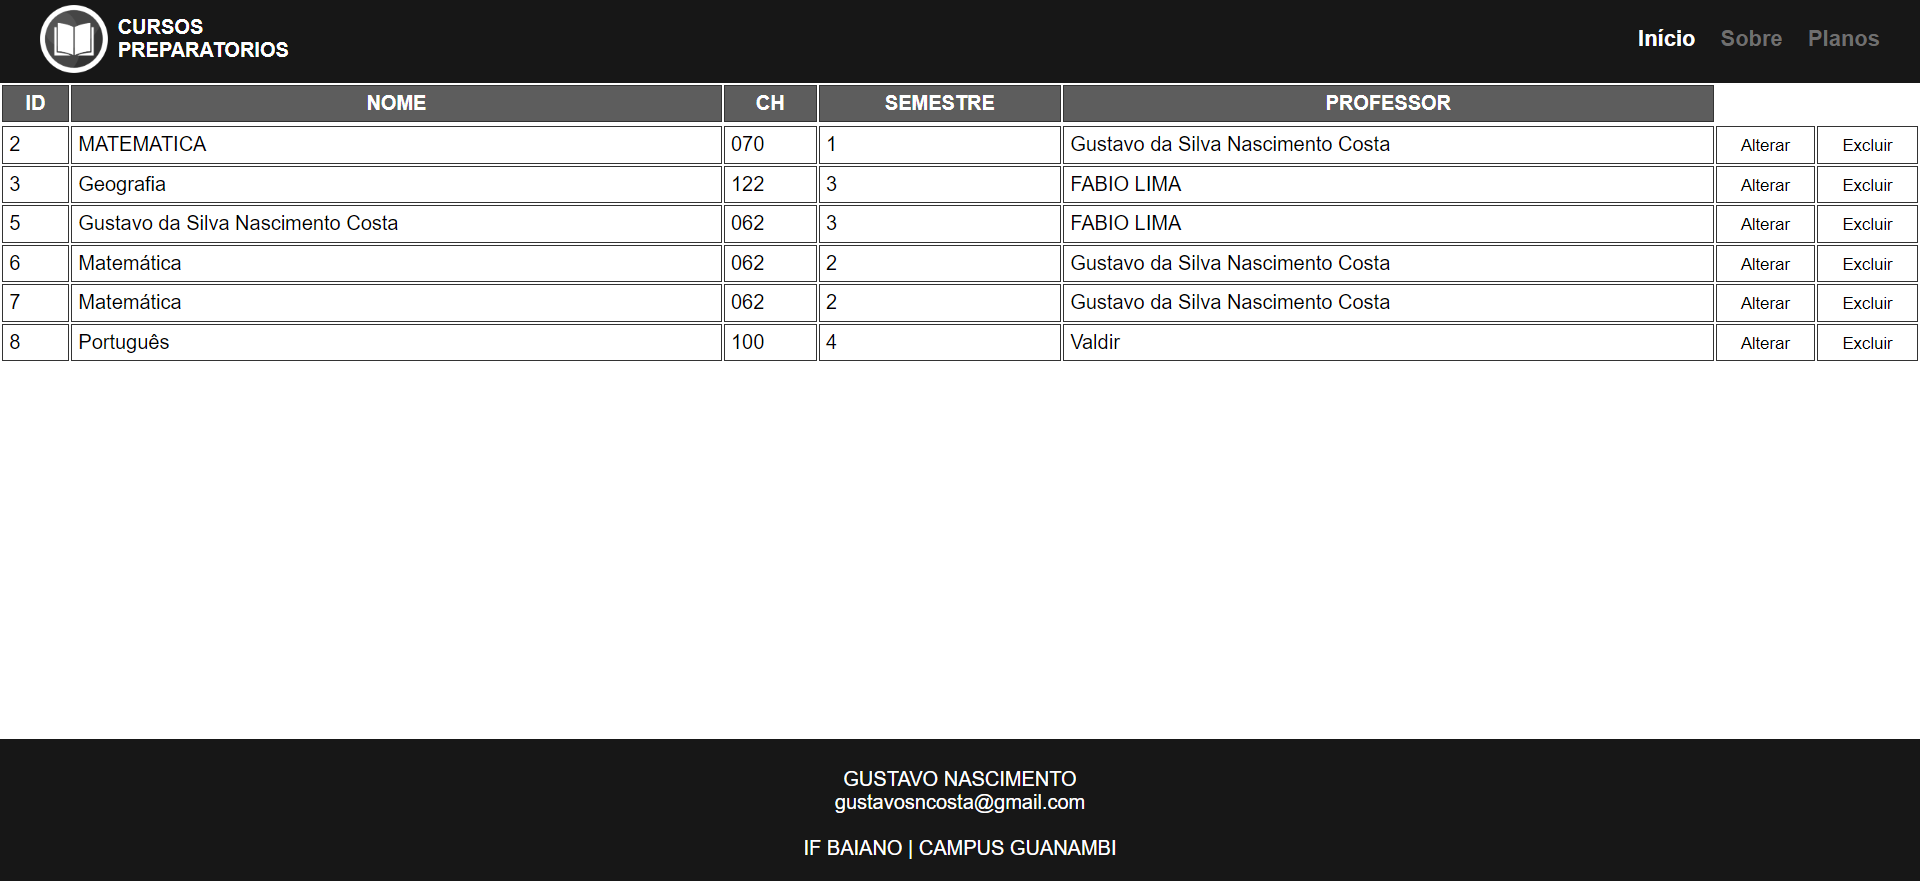 CURSOS
PREPARATORIOS
Início Sobre Planos
ID NOME CH SEMESTRE PROFESSOR
2 MATEMATICA 070 1 Gustavo da Silva Nascimento Costa Alterar Excluir
3 Geografia 122 3 FABIO LIMA Alterar Excluir
5 Gustavo da Silva Nascimento Costa 062 3 FABIO LIMA Alterar Excluir
6 Matemática 062 2 Gustavo da Silva Nascimento Costa Alterar Excluir
7 Matemática 062 2 Gustavo da Silva Nascimento Costa Alterar Excluir
8 Português 100 4 Valdir Alterar Excluir
GUSTAVO NASCIMENTO
gustavosncosta@gmail.com
IF BAIANO | CAMPUS GUANAMBI